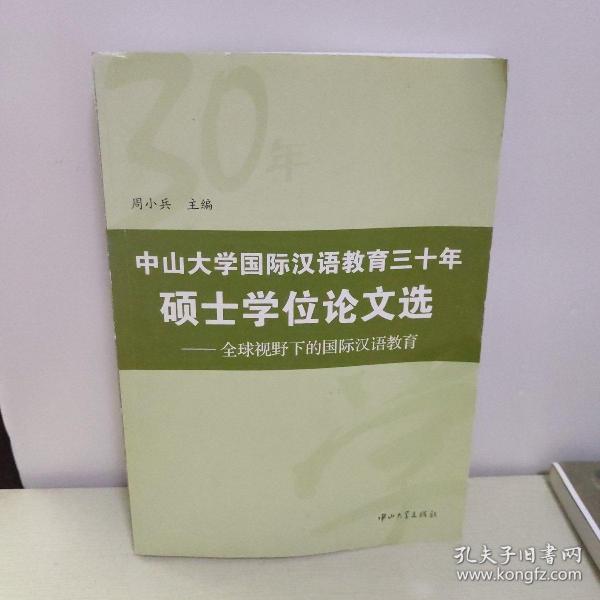 30年
周小兵 主编
中山大学国际汉语教育三十年
硕士学位论文选
——全球视野下的国际汉语教育
学
中山大学出版社
孔夫子旧书网
www.kongfz.com